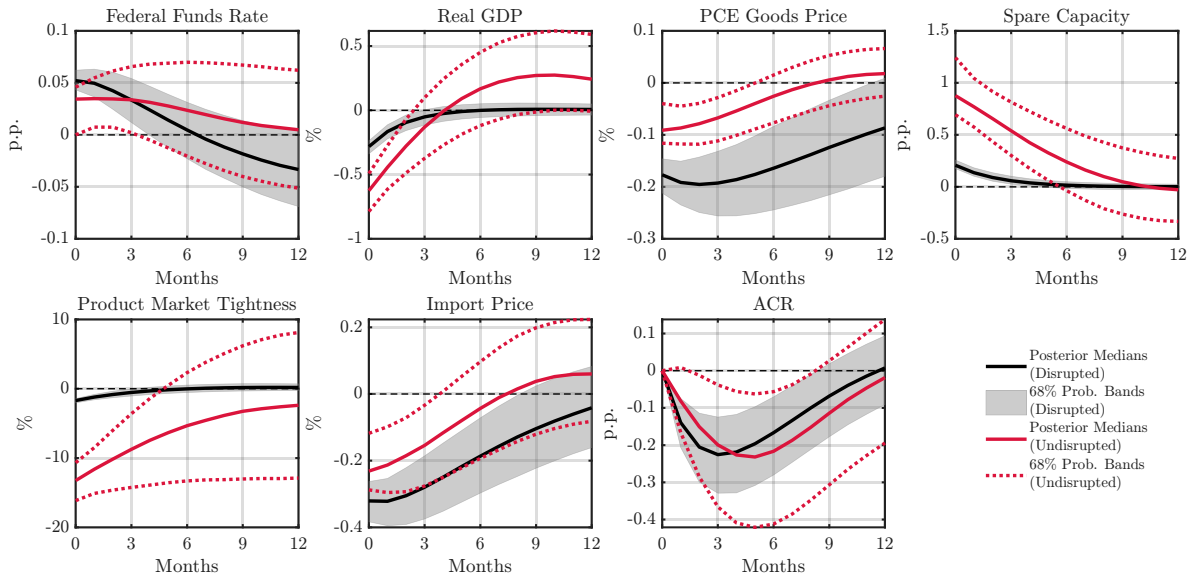 Federal Funds Rate
0.1
0.05
0
-0.05
-0.1
p.p.
0 3 6 9 12
Months
Real GDP
0.5
0
-0.5
-1
%
0 3 6 9 12
Months
PCE Goods Price
0.1
0
-0.1
-0.2
-0.3
%
0 3 6 9 12
Months
Spare Capacity
1.5
1
0.5
0
-0.5
p.p.
0 3 6 9 12
Months
Product Market Tightness
10
0
-10
-20
%
0 3 6 9 12
Months
Import Price
0.2
0
-0.2
-0.4
%
0 3 6 9 12
Months
ACR
0.1
0
-0.1
-0.2
-0.3
-0.4
p.p.
0 3 6 9 12
Months
Posterior Medians
(Disrupted)
68% Prob. Bands
(Disrupted)
Posterior Medians
(Undisrupted)
68% Prob. Bands
(Undisrupted)